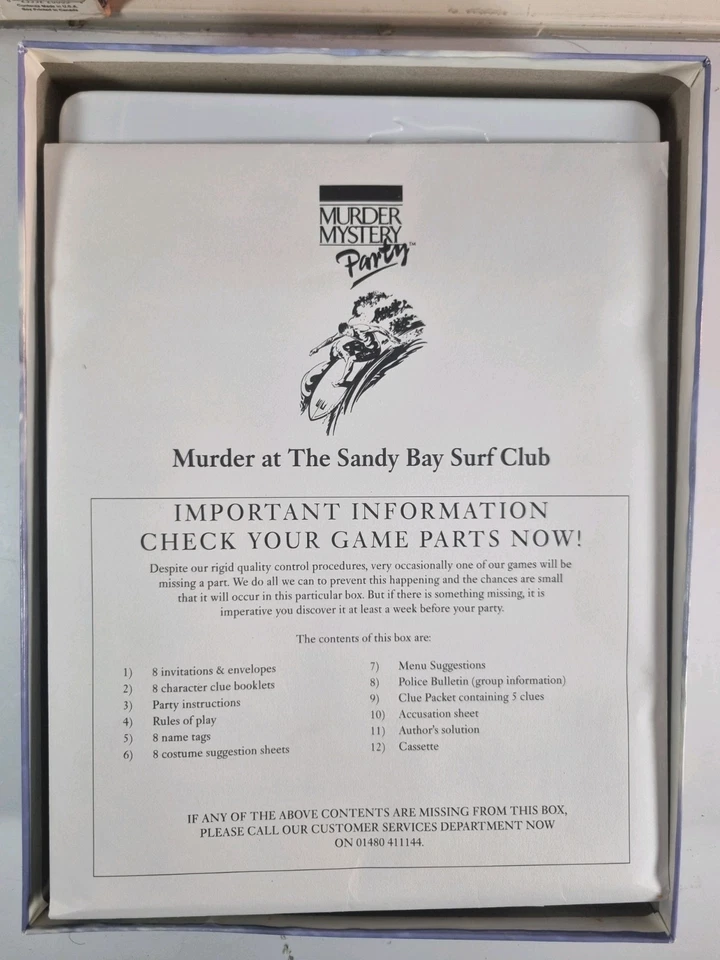 MURDER
MYSTERY
Party™
Murder at The Sandy Bay Surf Club
IMPORTANT INFORMATION
CHECK YOUR GAME PARTS NOW!
Despite our rigid quality control procedures, very occasionally one of our games will be
missing a part. We do all we can to prevent this happening and the chances are small
that it will occur in this particular box. But if there is something missing, it is
imperative you discover it at least a week before your party.
The contents of this box are:
1) 8 invitations & envelopes
2) 8 character clue booklets
3) Party instructions
4) Rules of play
5) 8 name tags
6) 8 costume suggestion sheets
7) Menu Suggestions
8) Police Bulletin (group information)
9) Clue Packet containing 5 clues
10) Accusation sheet
11) Author's solution
12) Cassette
IF ANY OF THE ABOVE CONTENTS ARE MISSING FROM THIS BOX,
PLEASE CALL OUR CUSTOMER SERVICES DEPARTMENT NOW
ON 01480 411144.